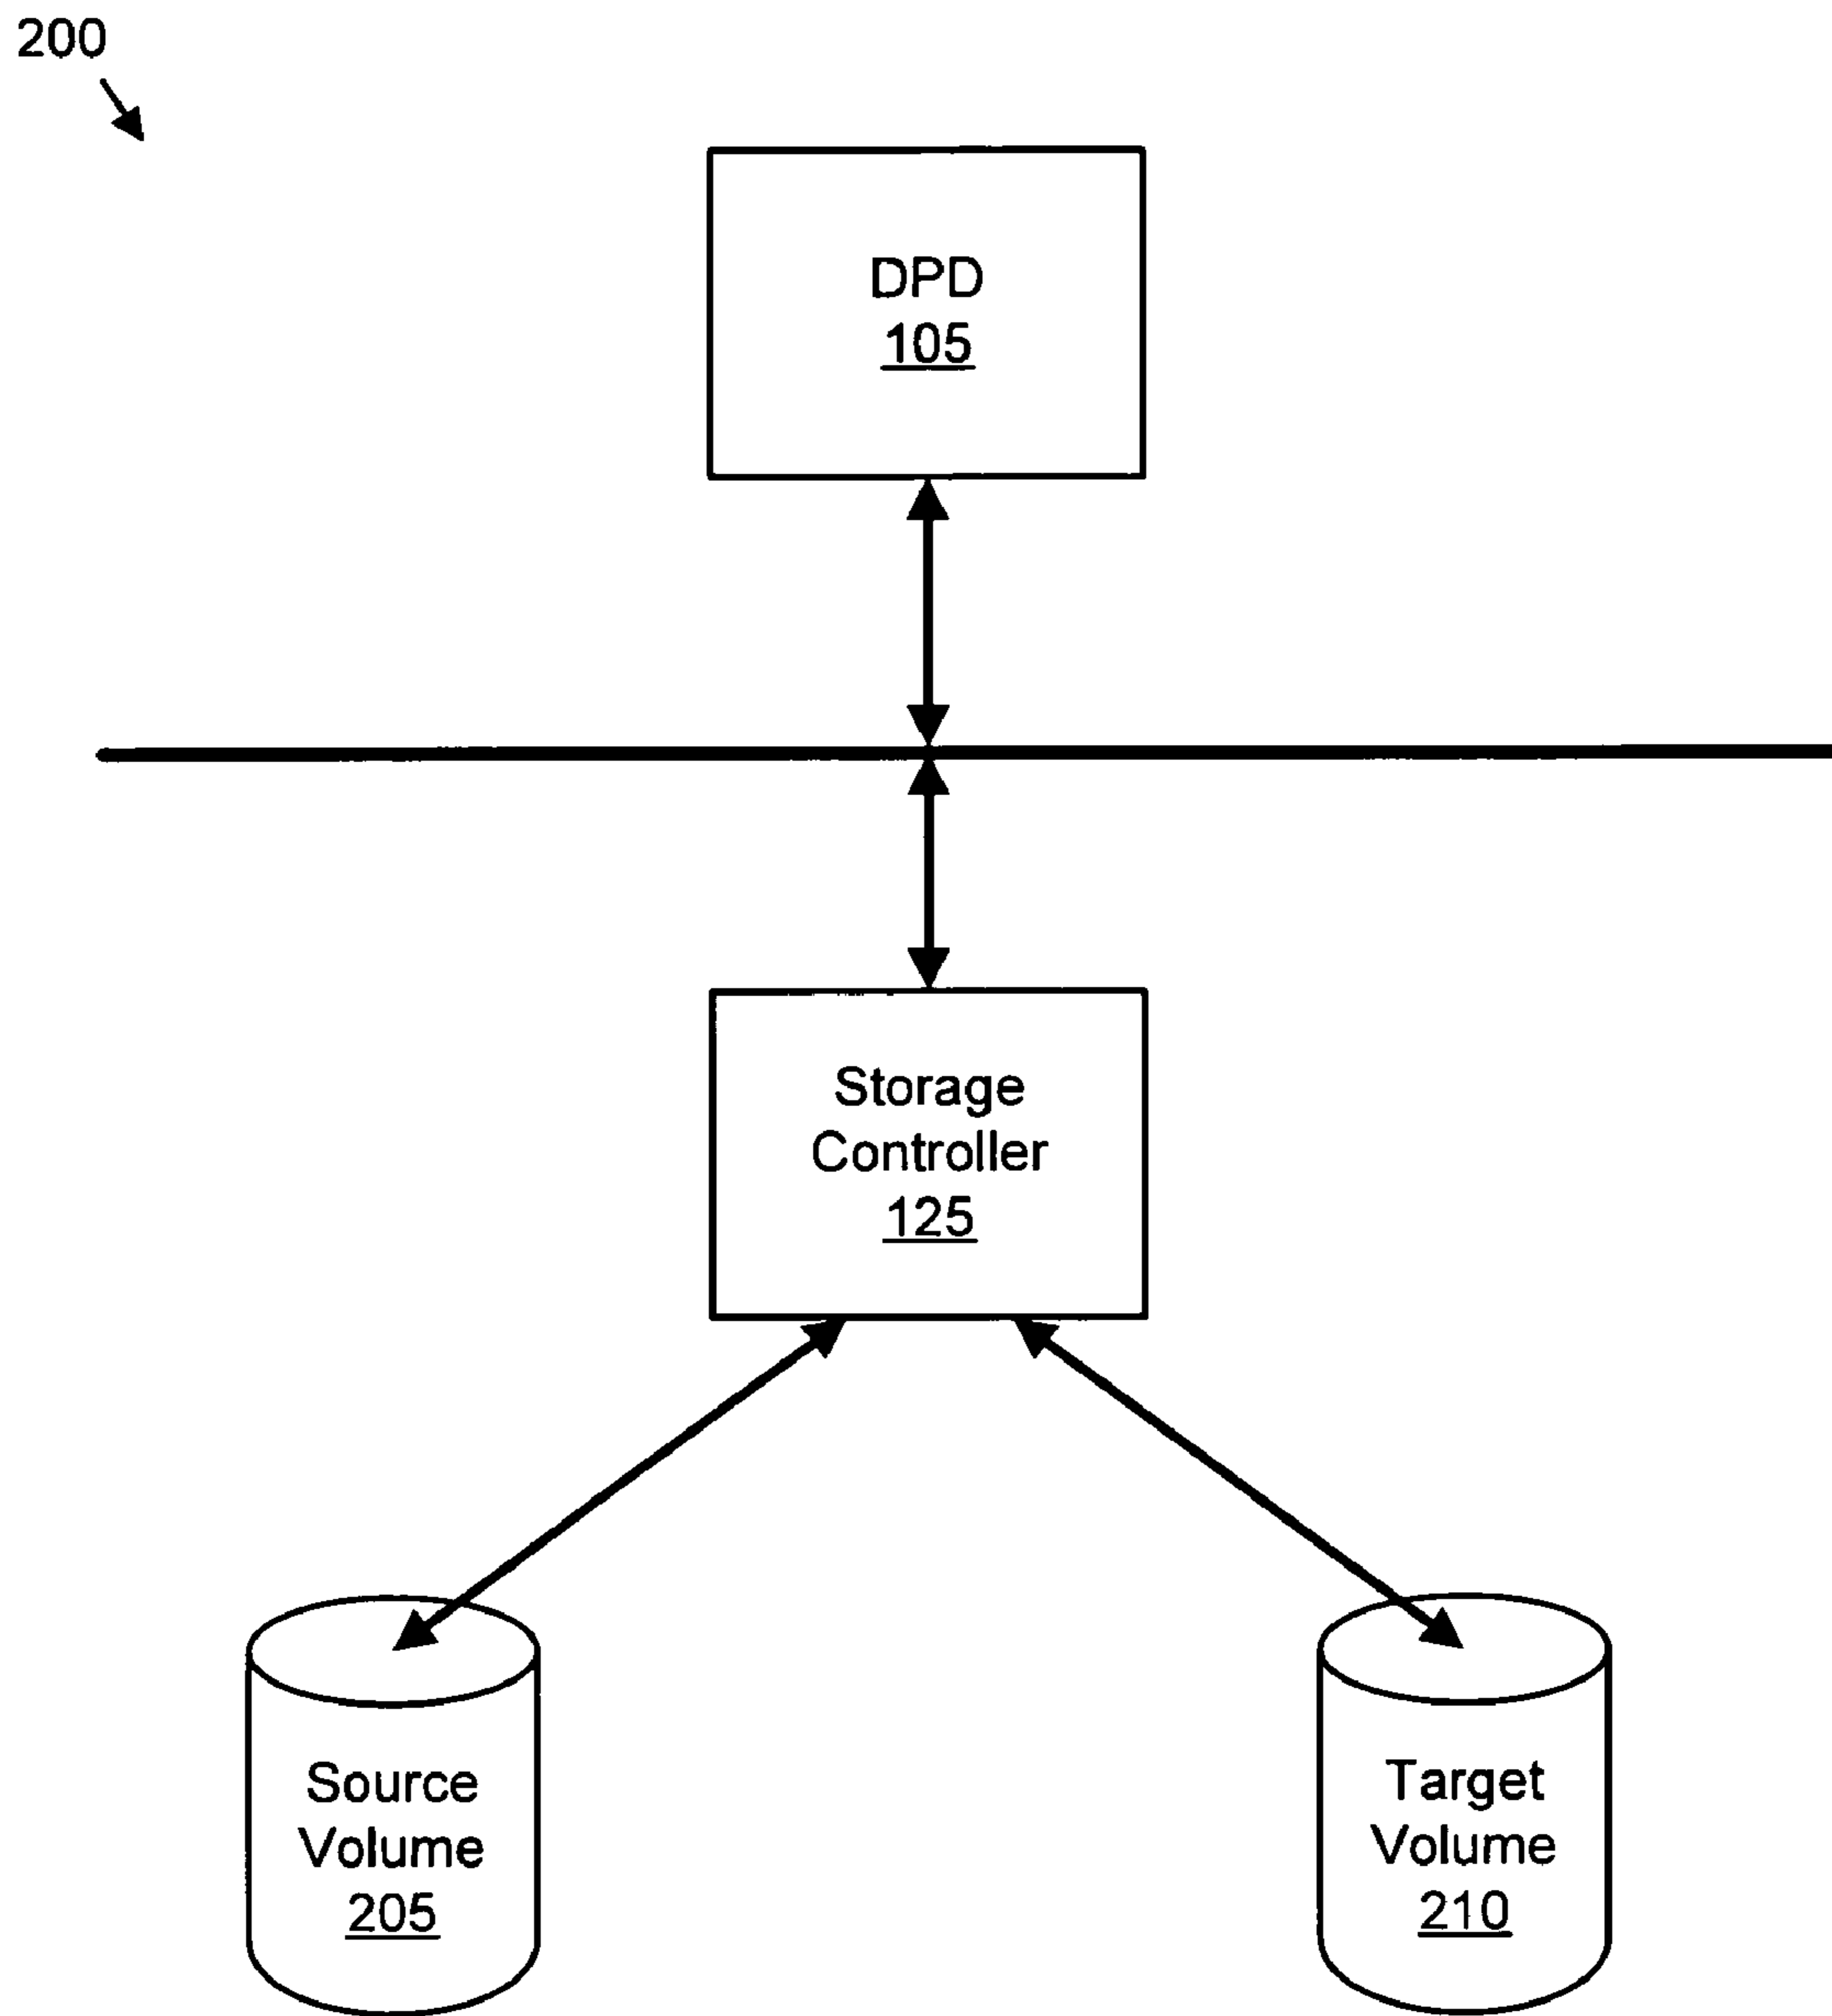 200
DPD
105
Storage
Controller
125
Source
Volume
205
Target
Volume
210